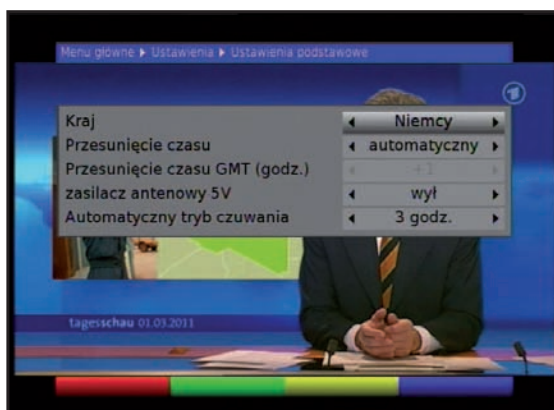 Menu główne ▶ Ustawienia ▶ Ustawienia podstawowe
Kraj ◀ Niemcy ▶
Przesunięcie czasu ◀ automatyczny ▶
Przesunięcie czasu GMT (godz.) ◀ +1 ▶
zasilacz antenowy 5V ◀ wył ▶
Automatyczny tryb czuwania ◀ 3 godz. ▶
tagesschau 01.03.2011